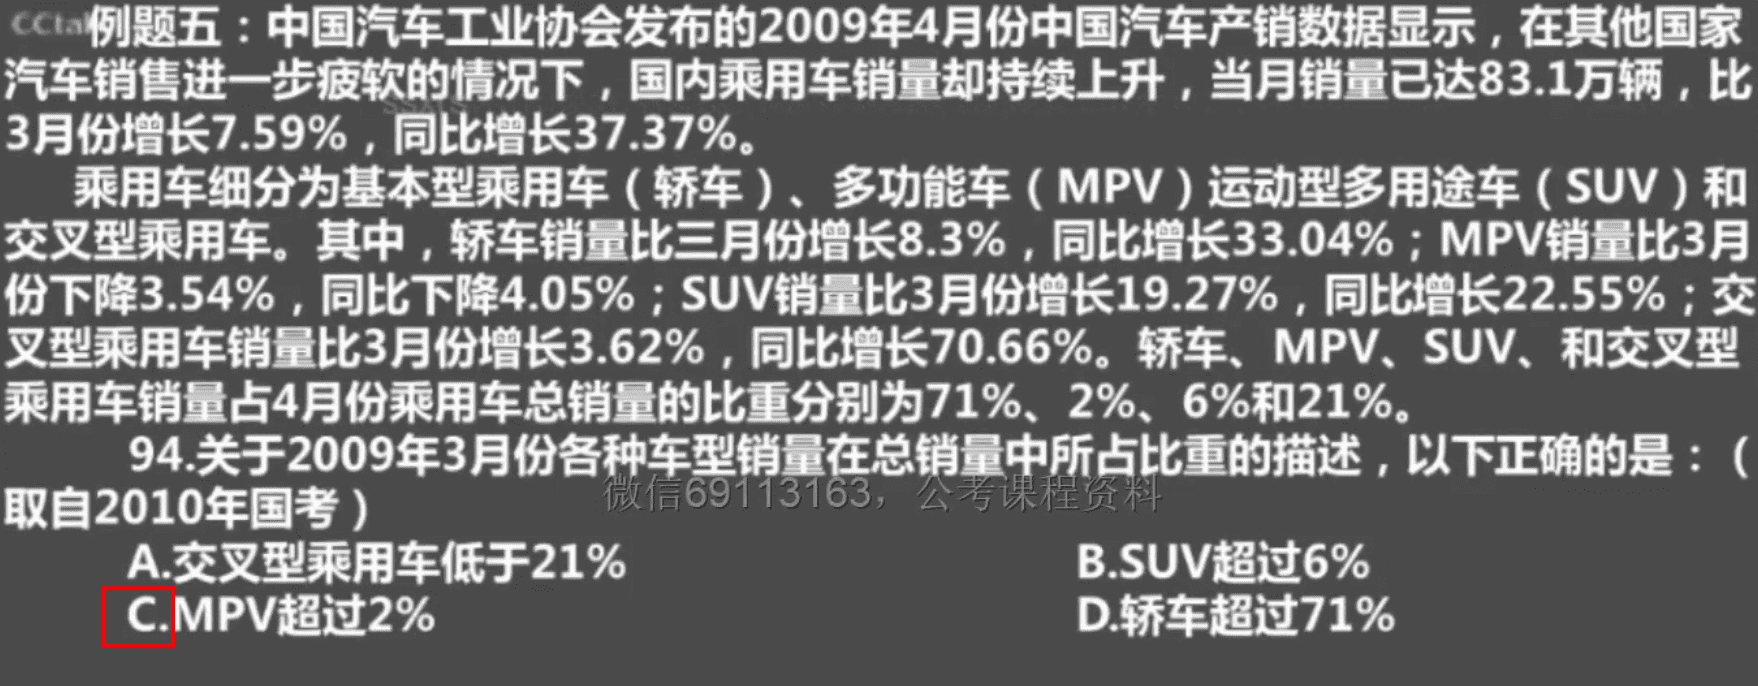 例题五：中国汽车工业协会发布的2009年4月份中国汽车产销数据显示，在其他国家
汽车销售进一步疲软的情况下，国内乘用车销量却持续上升，当月销量已达83.1万辆，比
3月份增长7.59%，同比增长37.37%。
乘用车细分为基本型乘用车（轿车）、多功能车（MPV）运动型多用途车（SUV）和
交叉型乘用车。其中，轿车销量比三月份增长8.3%，同比增长33.04%；MPV销量比3月
份下降3.54%，同比下降4.05%；SUV销量比3月份增长19.27%，同比增长22.55%；交
叉型乘用车销量比3月份增长3.62%，同比增长70.66%。轿车、MPV、SUV、和交叉型
乘用车销量占4月份乘用车总销量的比重分别为71%、2%、6%和21%。
94.关于2009年3月份各种车型销量在总销量中所占比重的描述，以下正确的是：（
微信69113163，公考课程资料
取自2010年国考）
A.交叉型乘用车低于21%
B.SUV超过6%
C.MPV超过2%
D.轿车超过71%